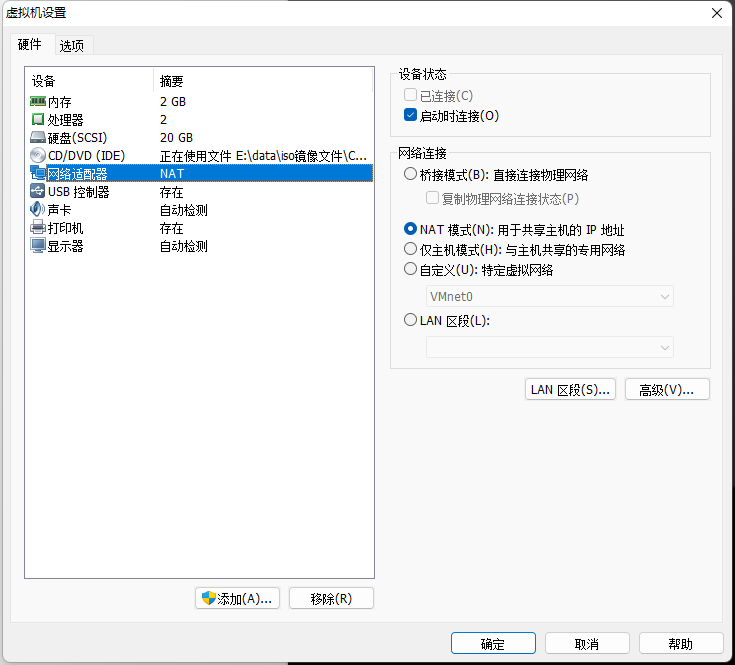 虚拟机设置
硬件 选项
设备 摘要
内存 2 GB
处理器 2
硬盘(SCSI) 20 GB
CD/DVD (IDE) 正在使用文件 E:\data\iso镜像文件\C...
网络适配器 NAT
USB 控制器 存在
声卡 自动检测
打印机 存在
显示器 自动检测
添加(A)... 移除(R)
设备状态
已连接(C)
启动时连接(O)
网络连接
桥接模式(B): 直接连接物理网络
复制物理网络连接状态(P)
NAT 模式(N): 用于共享主机的 IP 地址
仅主机模式(H): 与主机共享的专用网络
自定义(U): 特定虚拟网络
VMnet0
LAN 区段(L):
LAN 区段(S)... 高级(V)...
确定 取消 帮助